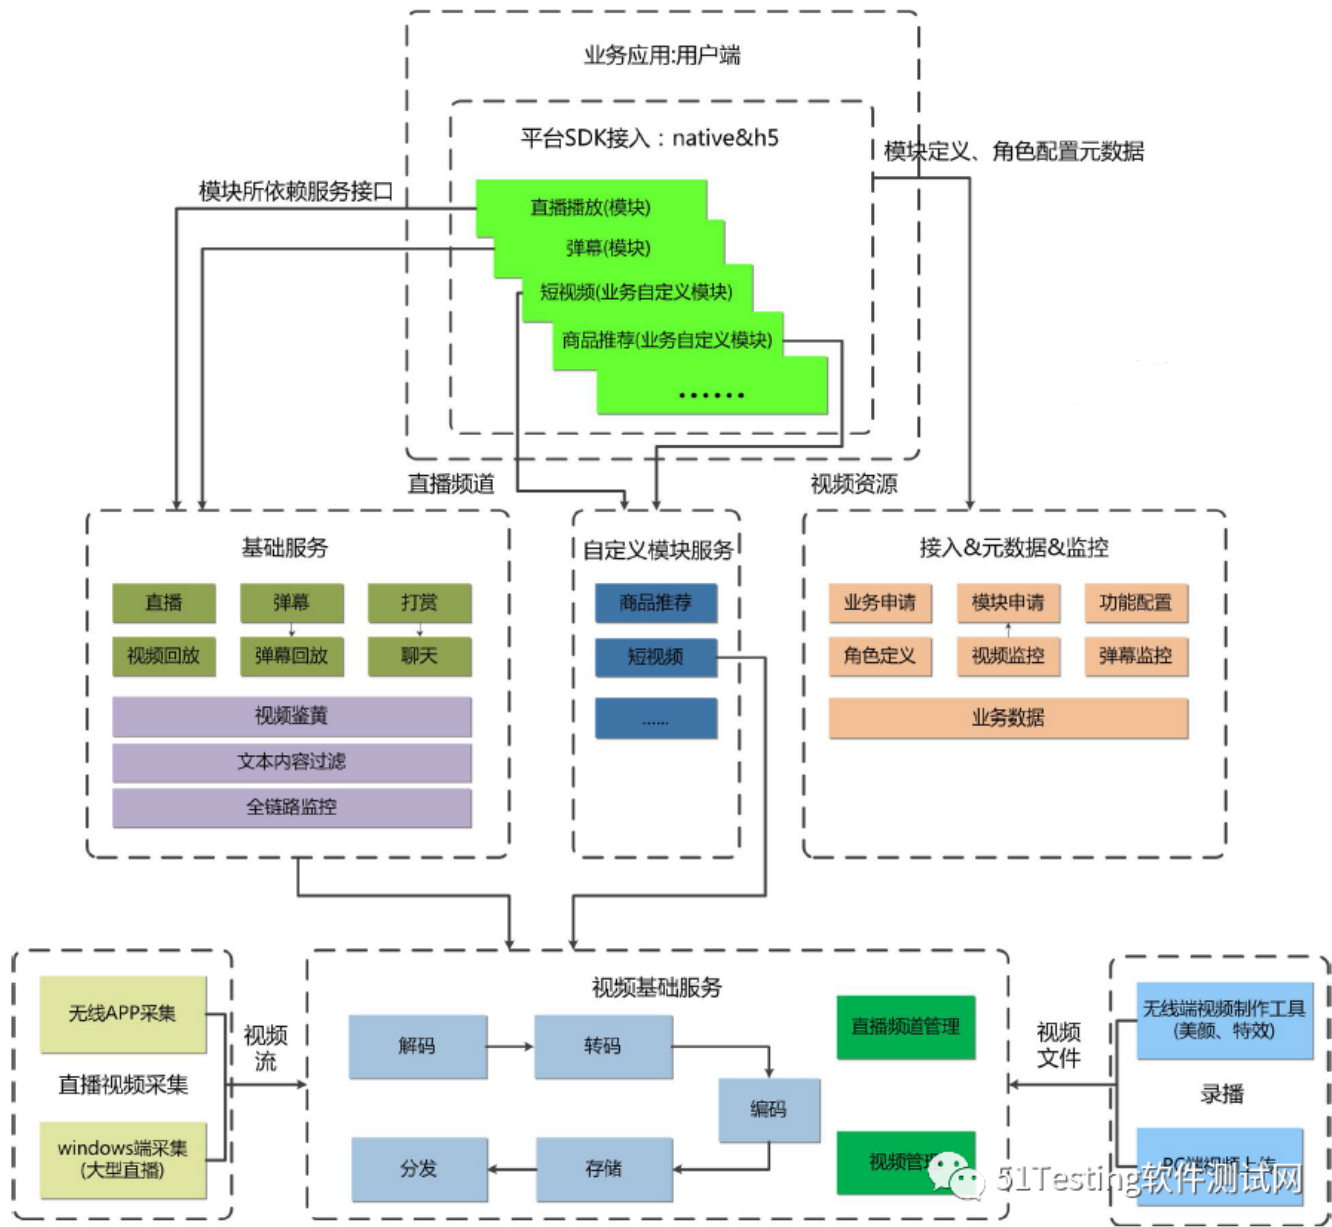 业务应用:用户端
平台SDK接入：native&h5
模块定义、角色配置元数据
模块所依赖服务接口
直播播放(模块)
弹幕(模块)
短视频(业务自定义模块)
商品推荐(业务自定义模块)
......
直播频道
视频资源
基础服务
直播
弹幕
打赏
视频回放
弹幕回放
聊天
视频鉴黄
文本内容过滤
全链路监控
自定义模块服务
商品推荐
短视频
......
接入&元数据&监控
业务申请
模块申请
功能配置
角色定义
视频监控
弹幕监控
业务数据
无线APP采集
直播视频采集
windows端采集
(大型直播)
视频
流
视频基础服务
解码
转码
编码
分发
存储
直播频道管理
视频管理
视频
文件
无线端视频制作工具
(美颜、特效)
录播
PC端视频上传
51Testing软件测试网